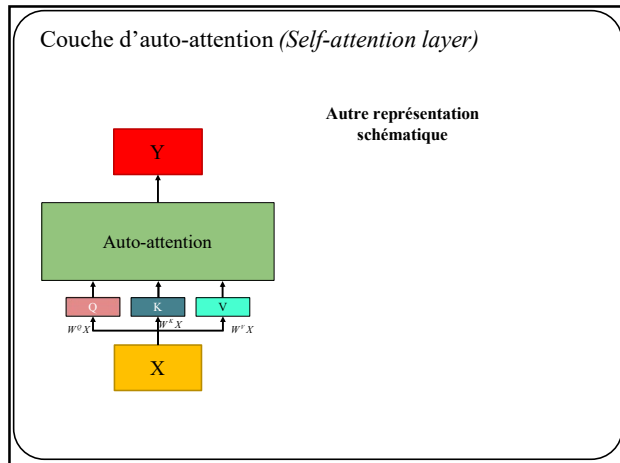 Couche d’auto-attention (Self-attention layer)
Autre représentation
schématique
Y
Auto-attention
Q K V
W^Q X W^K X W^V X
X